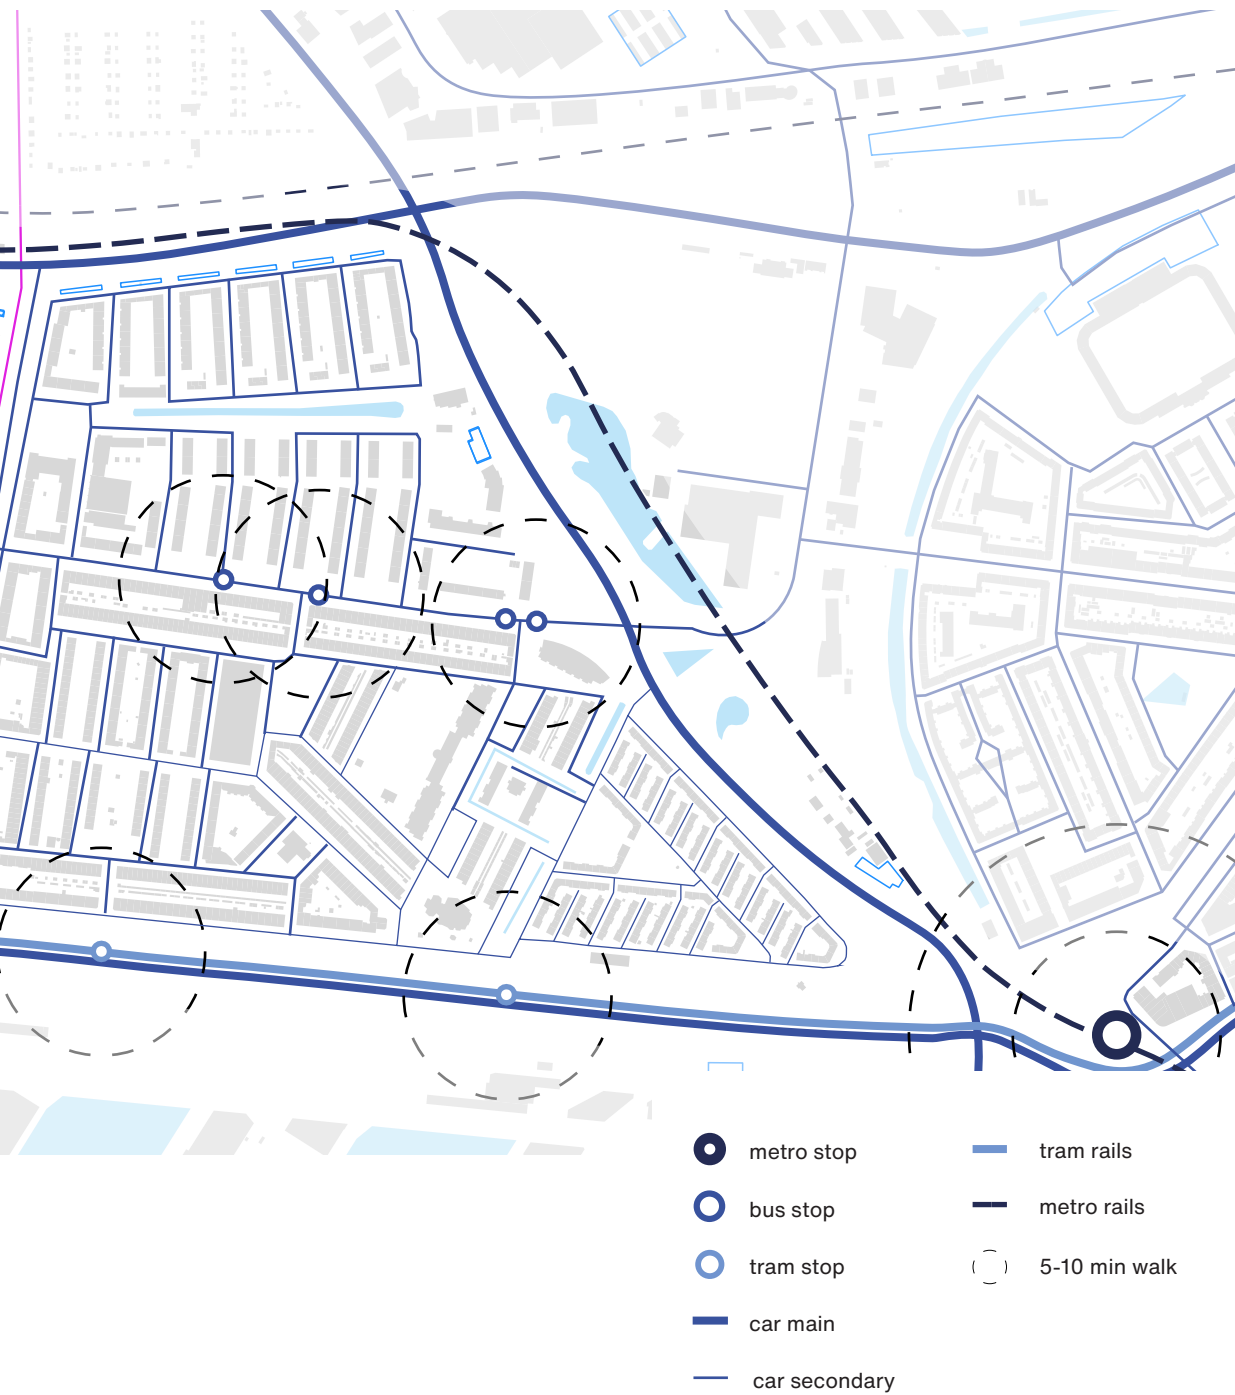 metro stop
bus stop
tram stop
car main
car secondary
tram rails
metro rails
5-10 min walk